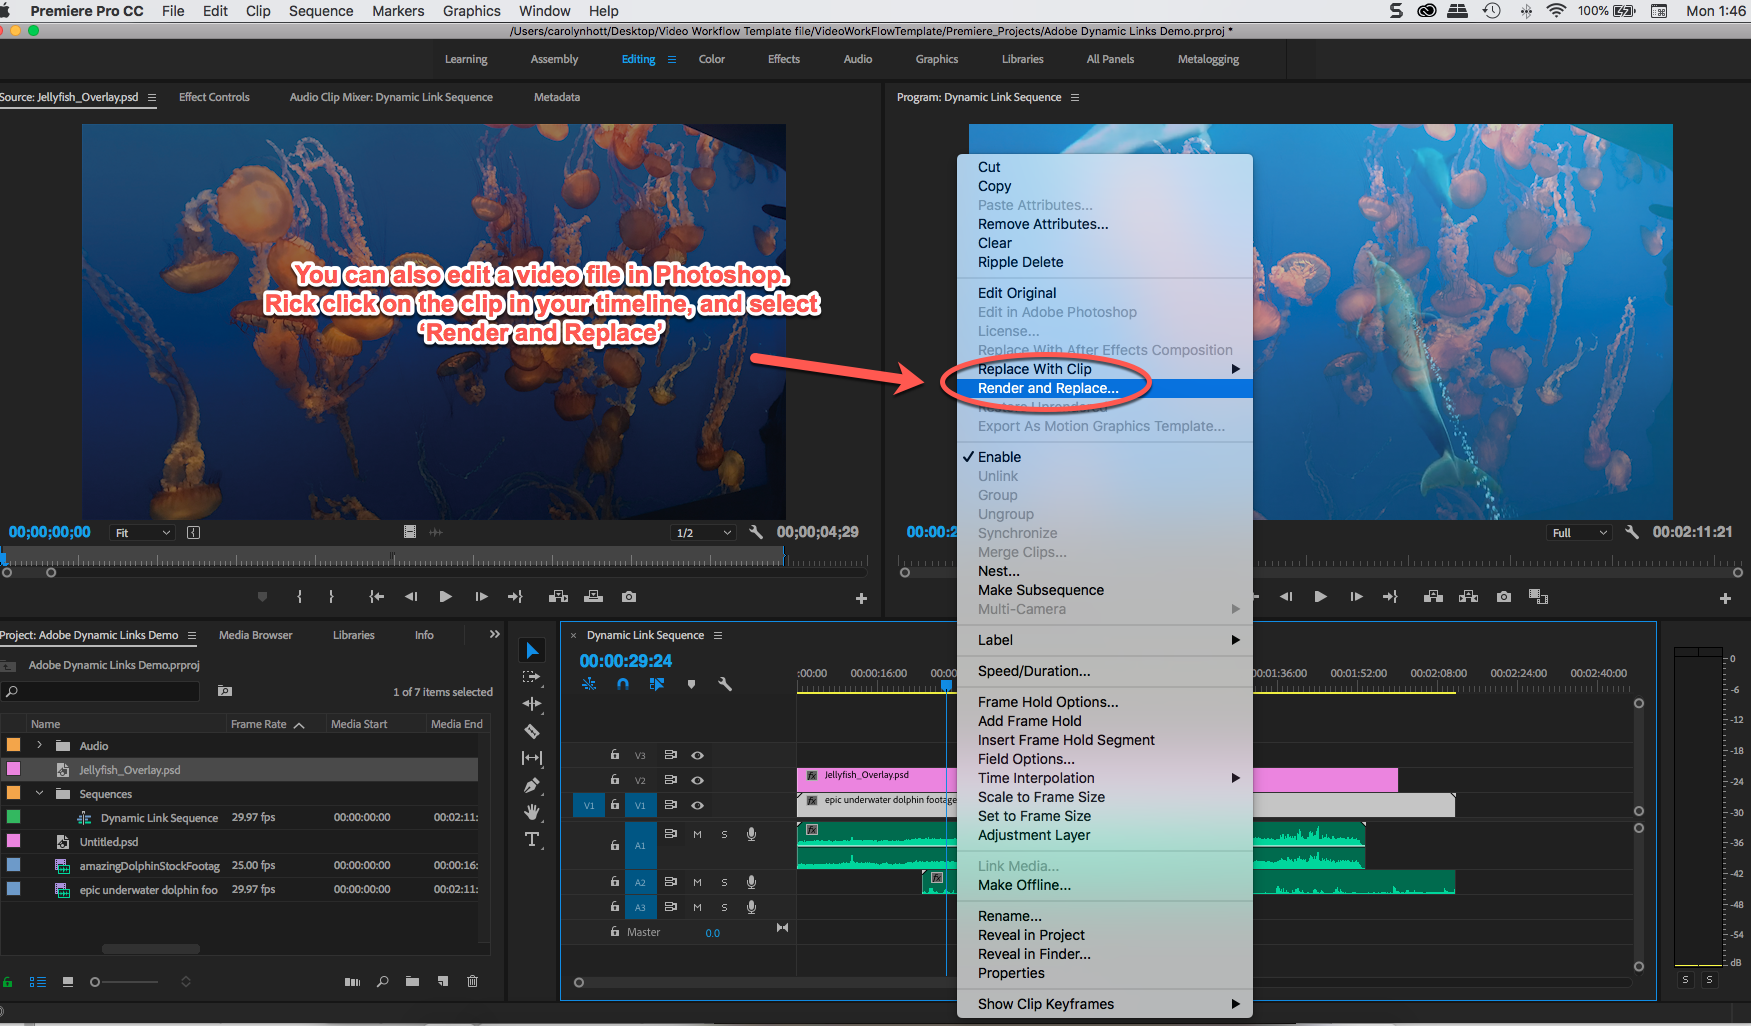 Premiere Pro CC File Edit Clip Sequence Markers Graphics Window Help 100% Mon 1:46
/Users/carolynhott/Desktop/Video Workflow Template file/VideoWorkFlowTemplate/Premiere_Projects/Adobe Dynamic Links Demo.prproj *
Learning Assembly Editing Color Effects Audio Graphics Libraries All Panels Metalogging
Source: Jellyfish_Overlay.psd Effect Controls Audio Clip Mixer: Dynamic Link Sequence Metadata
Program: Dynamic Link Sequence
You can also edit a video file in Photoshop.
Rick click on the clip in your timeline, and select
‘Render and Replace’
Cut
Copy
Paste Attributes...
Remove Attributes...
Clear
Ripple Delete
Edit Original
Edit in Adobe Photoshop
License...
Replace With After Effects Composition
Replace With Clip
Render and Replace...
Restore Unrendered
Export As Motion Graphics Template...
Enable
Unlink
Group
Ungroup
Synchronize
Merge Clips...
Nest...
Make Subsequence
Multi-Camera
Label
Speed/Duration...
Frame Hold Options...
Add Frame Hold
Insert Frame Hold Segment
Field Options...
Time Interpolation
Scale to Frame Size
Set to Frame Size
Adjustment Layer
Link Media...
Make Offline...
Rename...
Reveal in Project
Reveal in Finder...
Properties
Show Clip Keyframes
00;00;00;00 Fit 1/2 00;00;04;29
00:00:2 Full 00:02:11:21
Project: Adobe Dynamic Links Demo Media Browser Libraries Info
Adobe Dynamic Links Demo.prproj
1 of 7 items selected
Name Frame Rate Media Start Media End
Audio
Jellyfish_Overlay.psd
Sequences
Dynamic Link Sequence 29.97 fps 00:00:00:00 00:02:11:
Untitled.psd
amazingDolphinStockFootag 25.00 fps 00:00:00:00 00:00:16:
epic underwater dolphin foo 29.97 fps 00:00:00:00 00:02:11:
× Dynamic Link Sequence
00:00:29:24
:00:00 00:00:16:00 00:0 00:01:36:00 00:01:52:00 00:02:08:00 00:02:24:00 00:02:40:00
V3
V2 fx Jellyfish_Overlay.psd
V1 V1 fx epic underwater dolphin footage
A1 M S fx
A2 M S fx
A3 M S
Master 0.0
0
-6
-12
-18
-24
-30
-36
-42
-48
-54
dB
S S